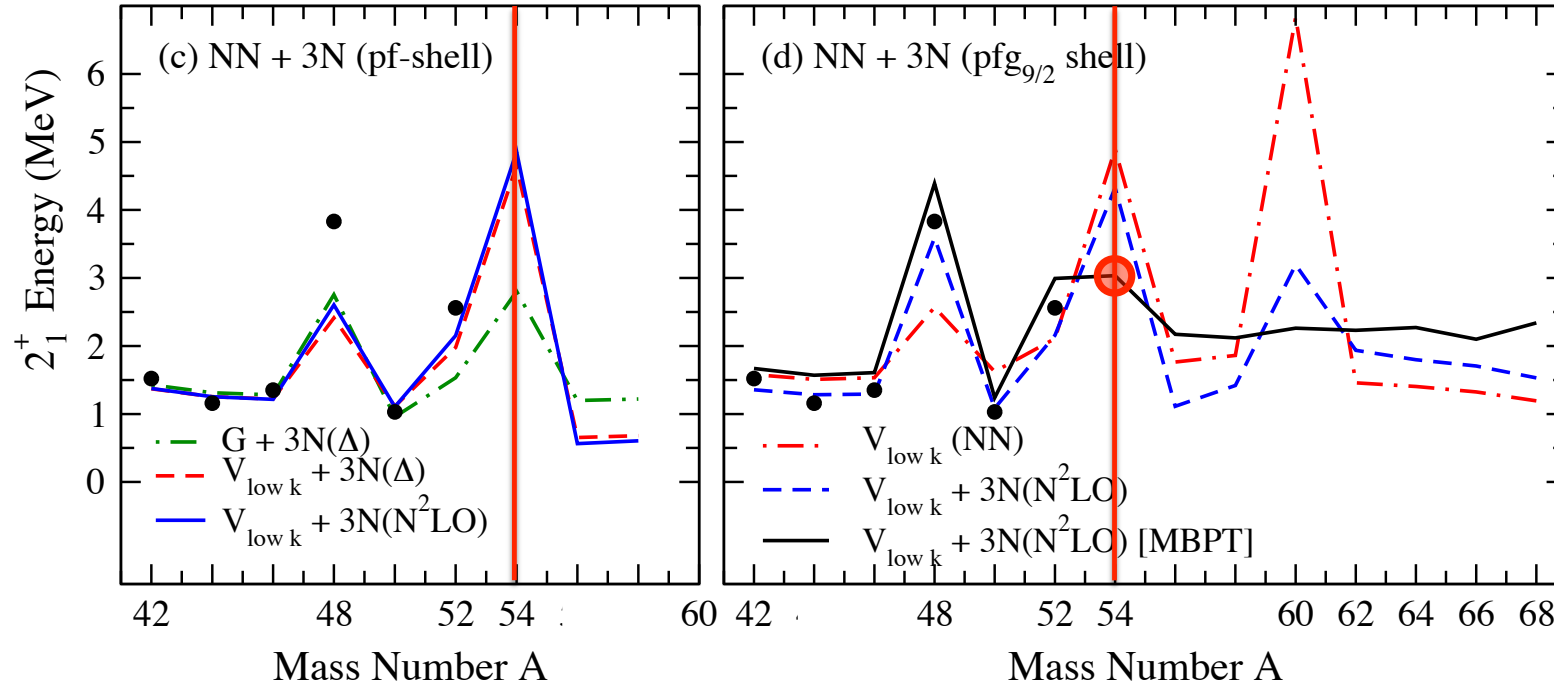 (c) NN + 3N (pf-shell)
(d) NN + 3N (pfg9/2 shell)
2₁⁺ Energy (MeV)
6
5
4
3
2
1
0
G + 3N(Δ)
Vlow k + 3N(Δ)
Vlow k + 3N(N²LO)
Vlow k (NN)
Vlow k + 3N(N²LO)
Vlow k + 3N(N²LO) [MBPT]
42 48 52 54 60
42 48 52 54 60 62 64 66 68
Mass Number A
Mass Number A